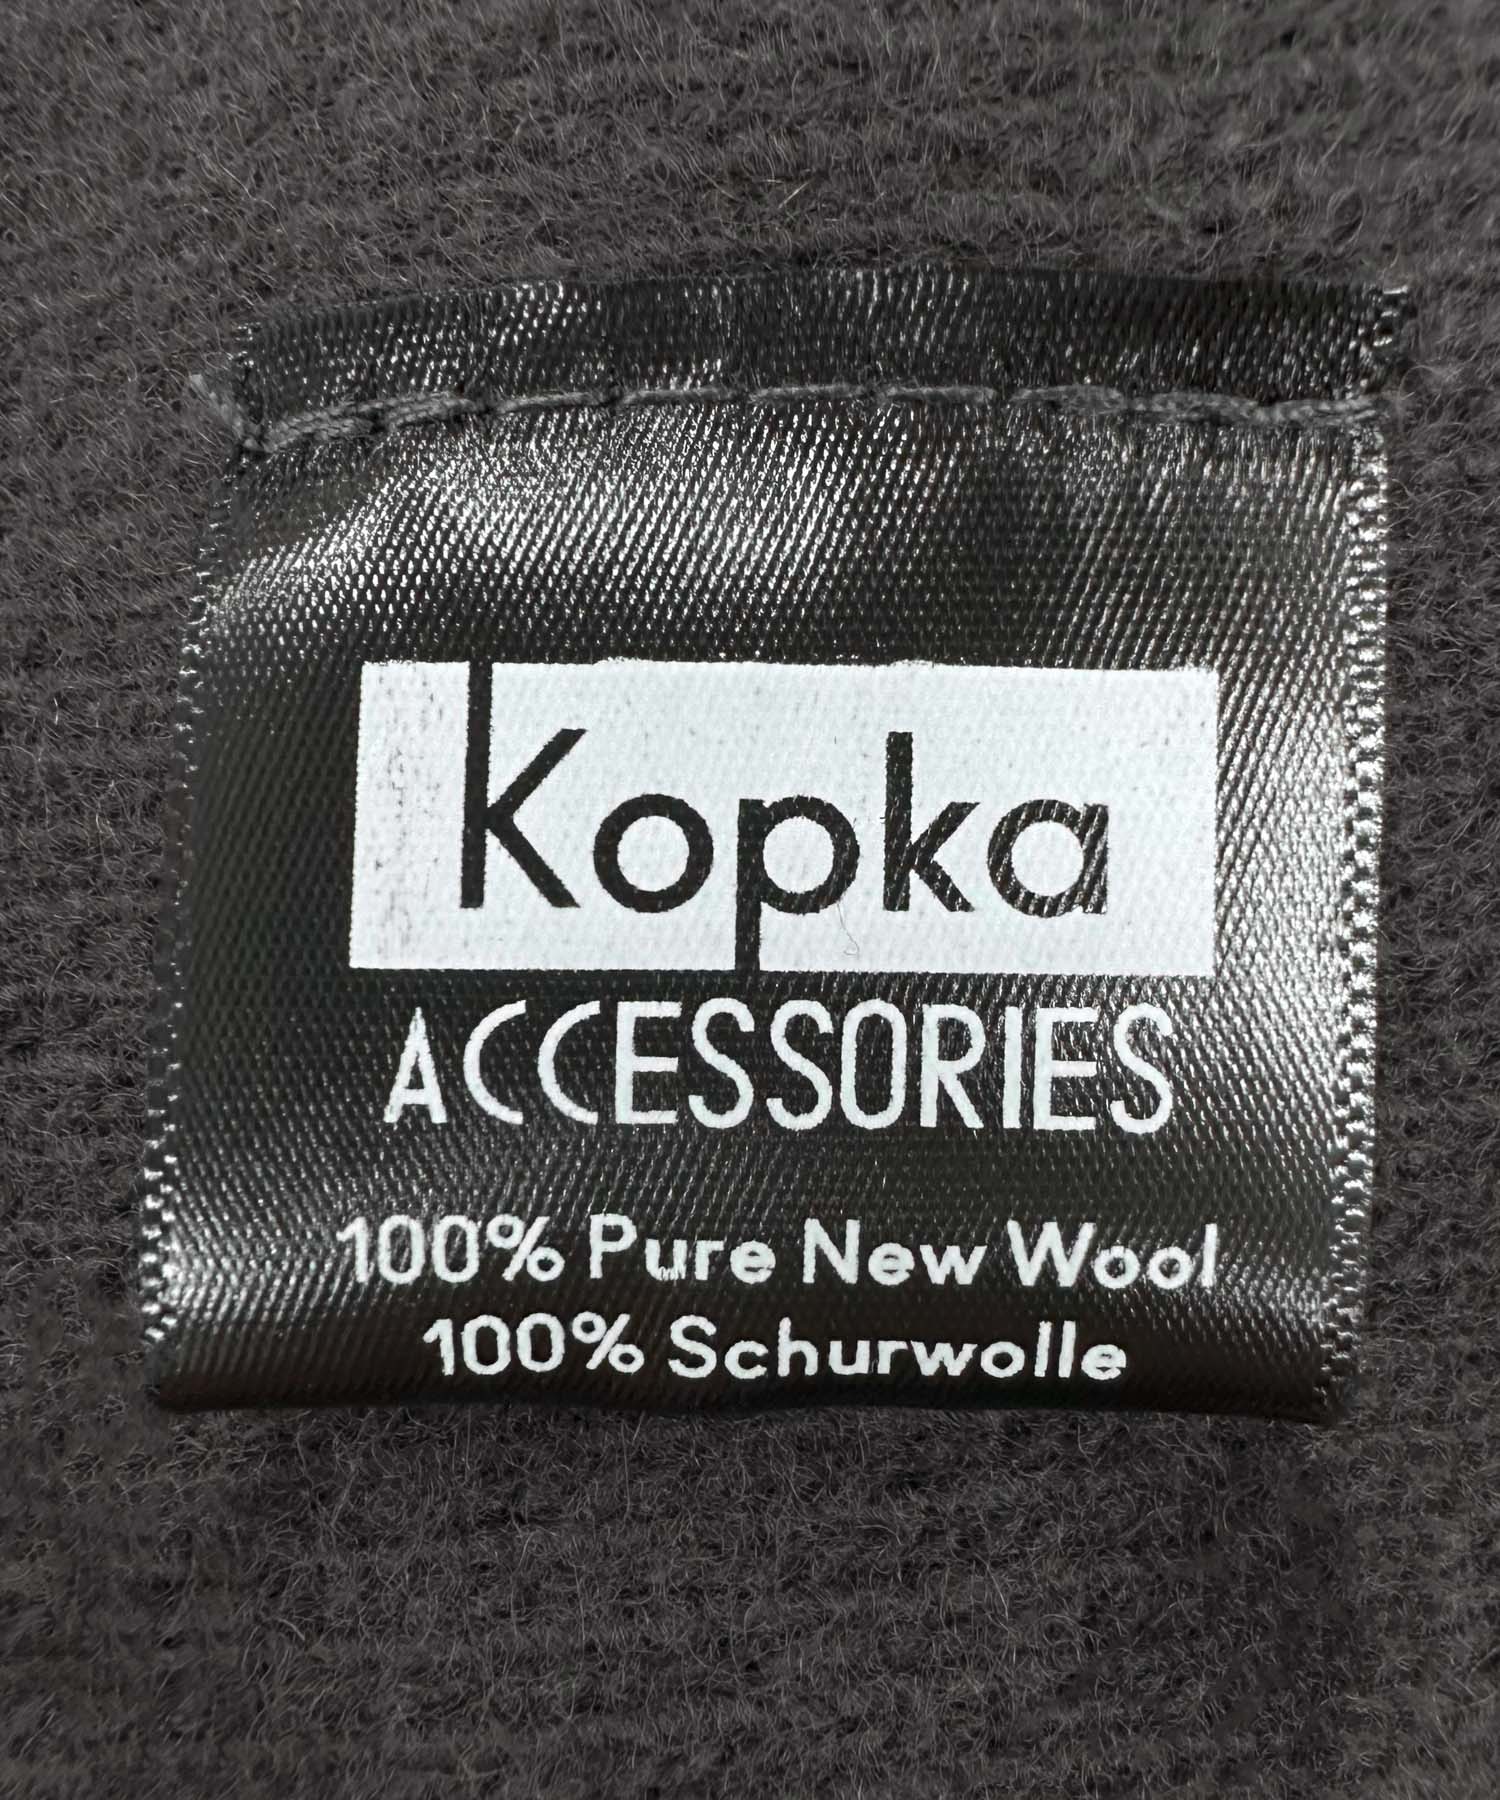 Kopka
ACCESSORIES
100% Pure New Wool
100% Schurwolle